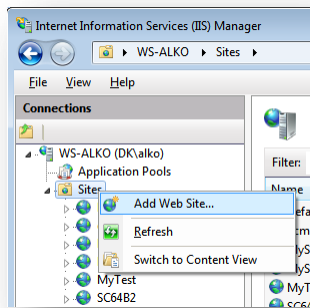 Internet Information Services (IIS) Manager
WS-ALKO Sites
File View Help
Connections
WS-ALKO (DK\alko)
Application Pools
Sites
Filter:
Name
Add Web Site...
Refresh
Switch to Content View
MyTest
SC64B2